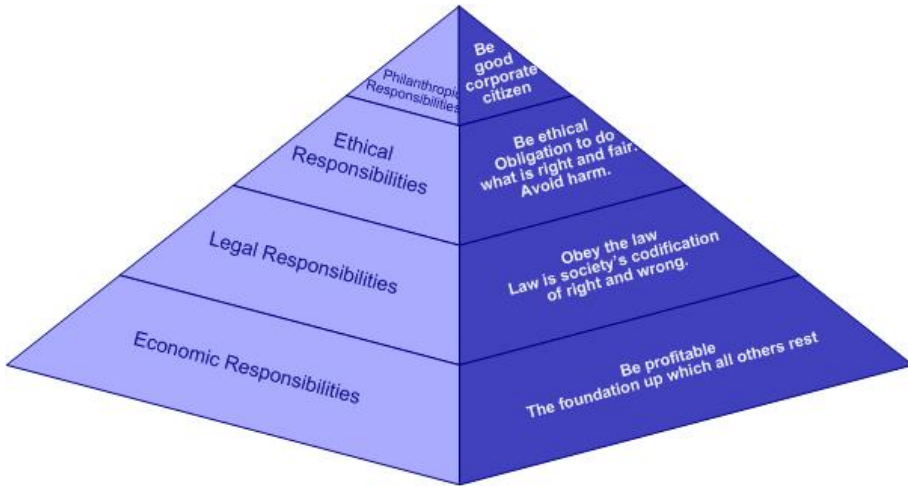 Philanthropic
Responsibilities
Be
good
corporate
citizen
Ethical
Responsibilities
Be ethical
Obligation to do
what is right and fair.
Avoid harm.
Legal Responsibilities
Obey the law
Law is society's codification
of right and wrong.
Economic Responsibilities
Be profitable
The foundation up which all others rest